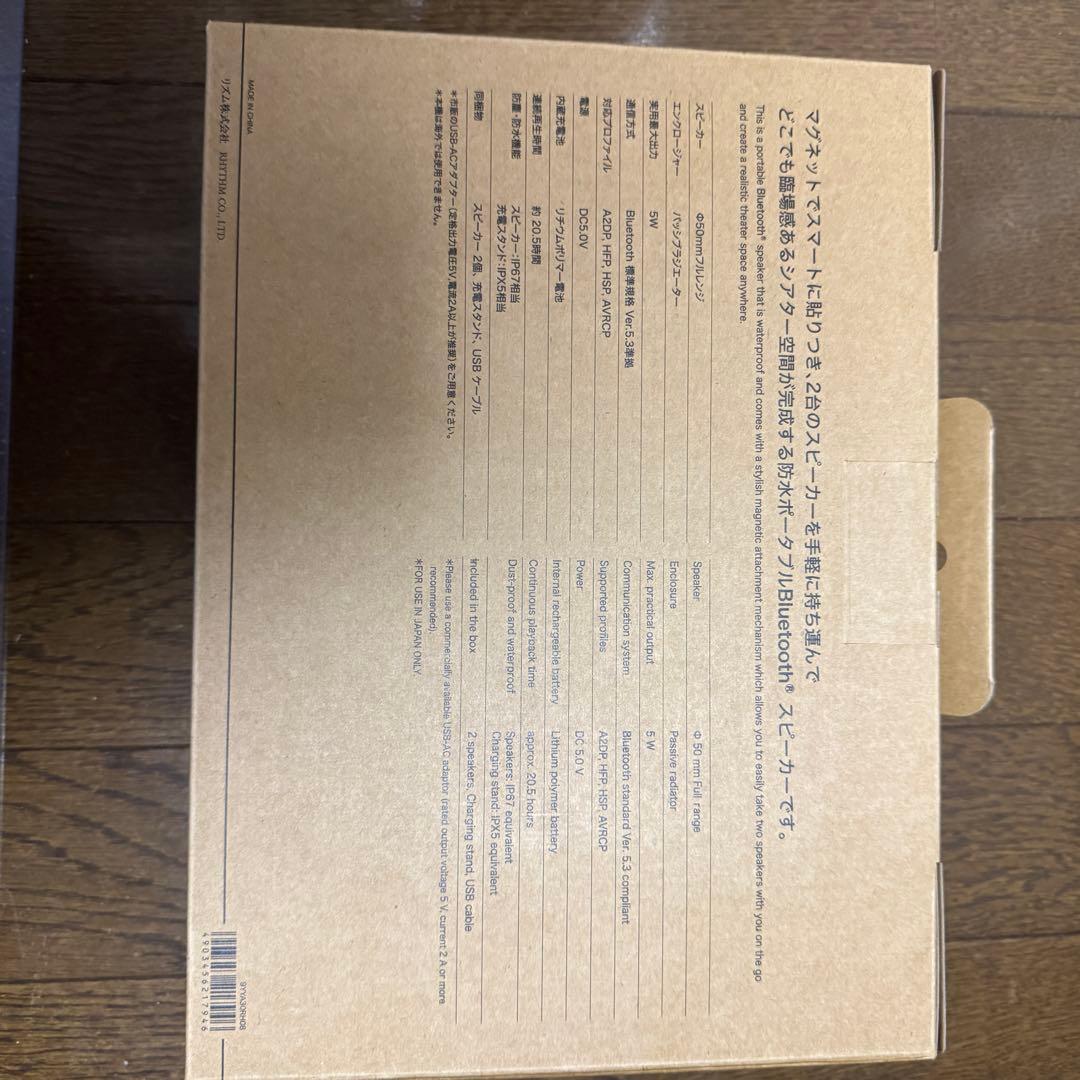 マグネットでスマートに貼りつき、2台のスピーカーを手軽に持ち運んで
どこでも臨場感あるシアター空間が完成する防水ポータブルBluetooth® スピーカーです。
This is a portable Bluetooth® speaker that is waterproof and comes with a stylish magnetic attachment mechanism which allows you to easily take two speakers with you on the go
and create a realistic theater space anywhere.
スピーカー Φ50mmフルレンジ
エンクロージャー パッシブラジエーター
実用最大出力 5W
通信方式 Bluetooth 標準規格 Ver.5.3準拠
対応プロファイル A2DP, HFP, HSP, AVRCP
電源 DC5.0V
内蔵充電池 リチウムポリマー電池
連続再生時間 約 20.5時間
防塵・防水機能 スピーカー:IP67相当
充電スタンド:IPX5相当
同梱物 スピーカー 2個、充電スタンド、USB ケーブル
*市販のUSB-ACアダプター(定格出力電圧5V,電流2A以上が推奨)をご用意ください。
*本機は海外では使用できません。
Speaker Φ 50 mm Full range
Enclosure Passive radiator
Max. practical output 5 W
Communication system Bluetooth standard Ver. 5.3 compliant
Supported profiles A2DP, HFP, HSP, AVRCP
Power DC 5.0 V
Internal rechargeable battery Lithium polymer battery
Continuous playback time approx. 20.5 hours
Dust-proof and waterproof Speakers: IP67 equivalent
Charging stand: IPX5 equivalent
Included in the box 2 speakers, Charging stand, USB cable
*Please use a commercially available USB-AC adaptor (rated output voltage 5 V, current 2 A or more
recommended).
*FOR USE IN JAPAN ONLY.
MADE IN CHINA
リズム株式会社 RHYTHM CO., LTD.
9YYA30RH08
4903456217946